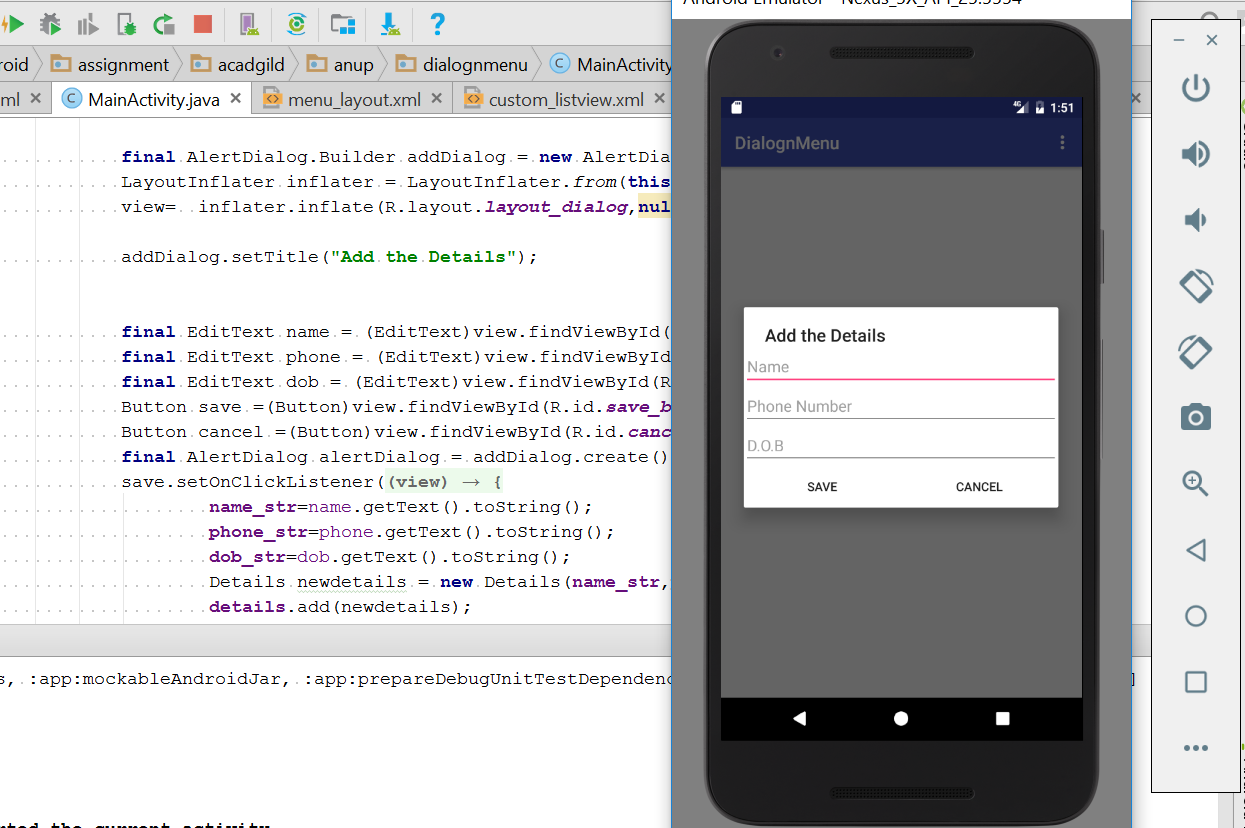 Android Emulator - Nexus_5X_API_25:5554
roid assignment acadgild anup dialognmenu MainActivity
ml MainActivity.java menu_layout.xml custom_listview.xml
final AlertDialog.Builder addDialog = new AlertDia
LayoutInflater inflater = LayoutInflater.from(this
view= inflater.inflate(R.layout.layout_dialog,nul
addDialog.setTitle("Add the Details");
final EditText name = (EditText)view.findViewById(
final EditText phone = (EditText)view.findViewById
final EditText dob = (EditText)view.findViewById(R
Button save =(Button)view.findViewById(R.id.save_b
Button cancel =(Button)view.findViewById(R.id.canc
final AlertDialog alertDialog = addDialog.create()
save.setOnClickListener((view) → {
name_str=name.getText().toString();
phone_str=phone.getText().toString();
dob_str=dob.getText().toString();
Details newdetails = new Details(name_str,
details.add(newdetails);
s, :app:mockableAndroidJar, :app:prepareDebugUnitTestDependenc
]
rted the current activity.
4G 1:51
DialognMenu
Add the Details
Name
Phone Number
D.O.B
SAVE CANCEL